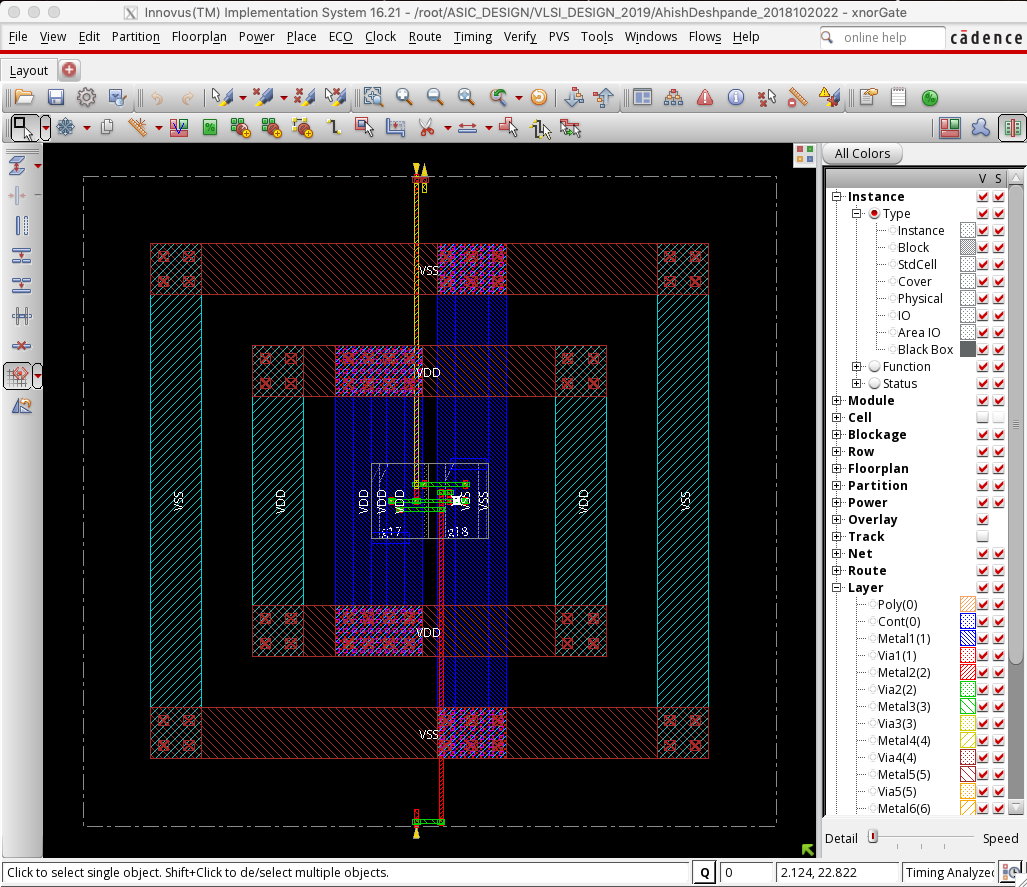 Innovus(TM) Implementation System 16.21 - /root/ASIC_DESIGN/VLSI_DESIGN_2019/AhishDeshpande_2018102022 - xnorGate
File View Edit Partition Floorplan Power Place ECO Clock Route Timing Verify PVS Tools Windows Flows Help
online help
cādence
Layout
All Colors
V S
Instance
Type
Instance
Block
StdCell
Cover
Physical
IO
Area IO
Black Box
Function
Status
Module
Cell
Blockage
Row
Floorplan
Partition
Power
Overlay
Track
Net
Route
Layer
Poly(0)
Cont(0)
Metal1(1)
Via1(1)
Metal2(2)
Via2(2)
Metal3(3)
Via3(3)
Metal4(4)
Via4(4)
Metal5(5)
Via5(5)
Metal6(6)
VSS
VDD
VSS
VDD
VDD
VDD
VDD
VSS
VSS
VDD
VSS
g17
g18
VDD
VSS
Detail
Speed
Click to select single object. Shift+Click to de/select multiple objects.
Q
0
2.124, 22.822
Timing Analyzed